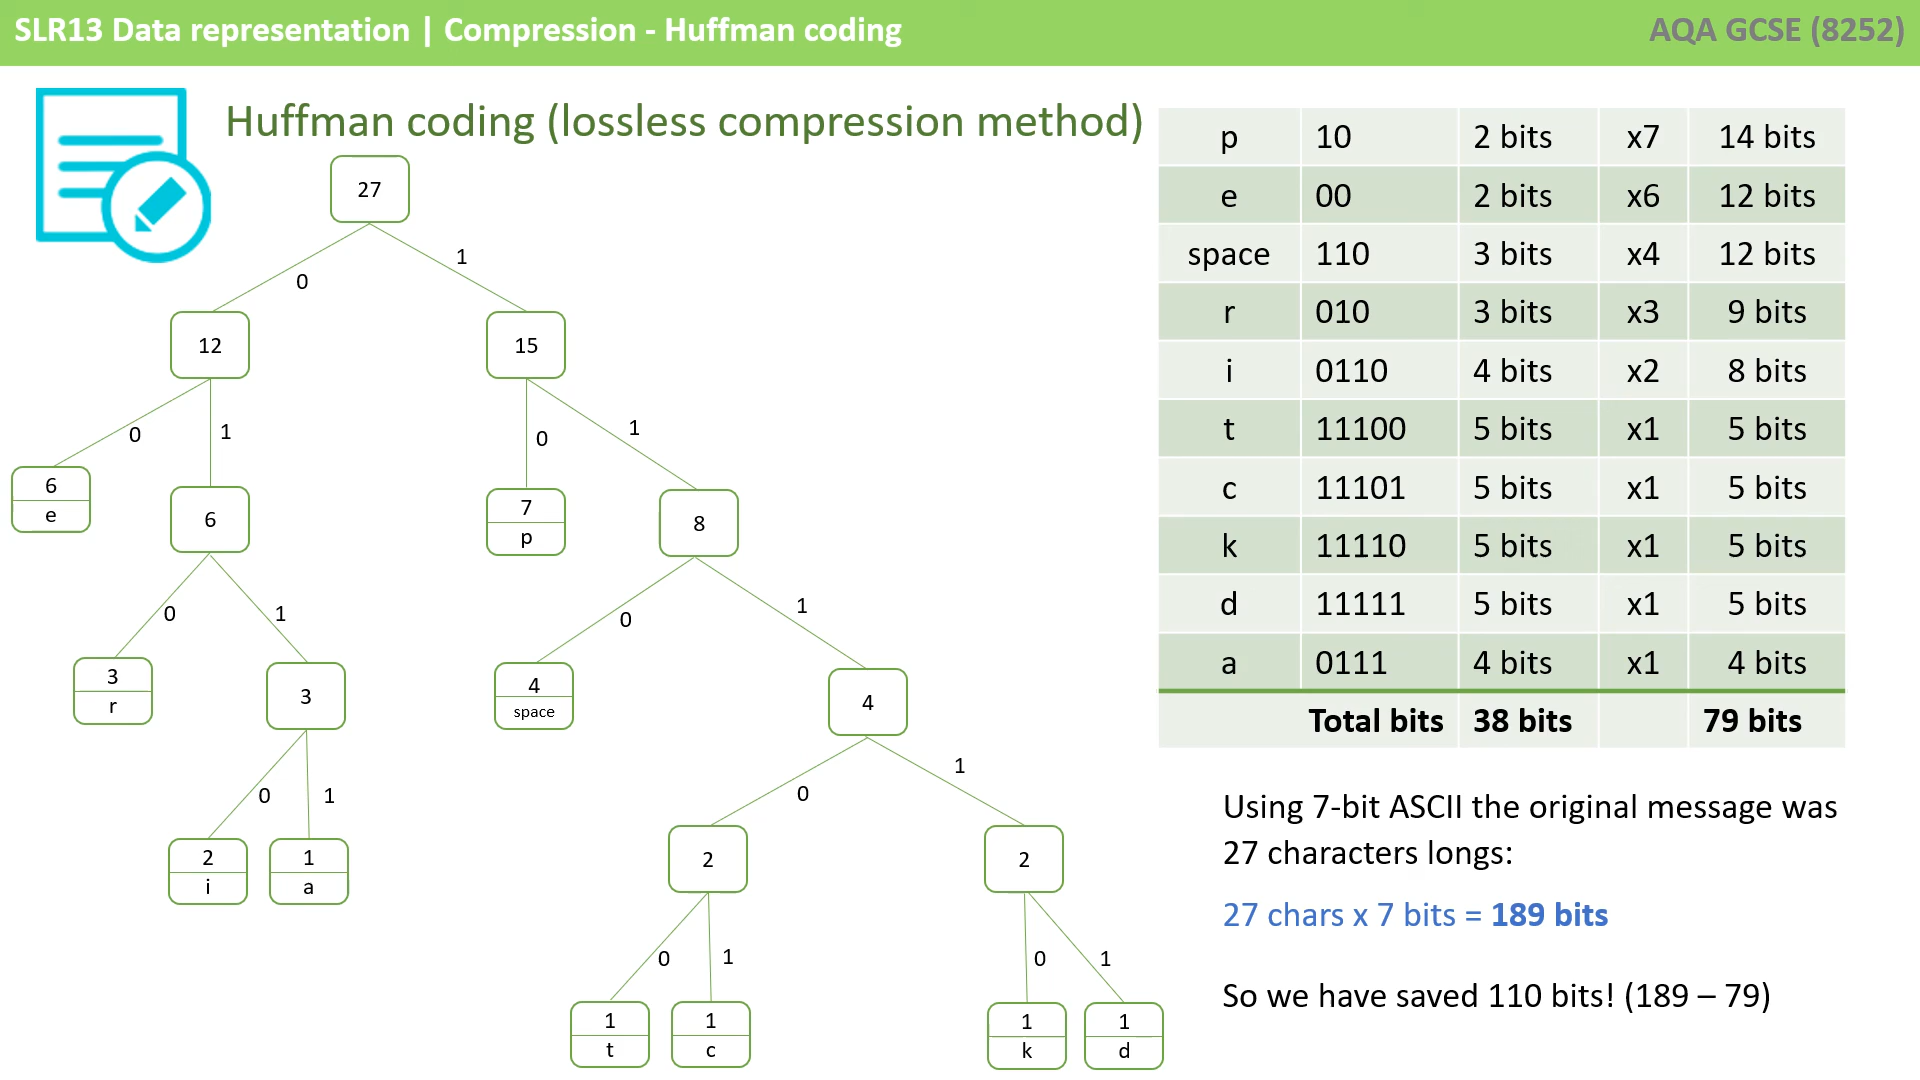 SLR13 Data representation | Compression - Huffman coding
AQA GCSE (8252)
Huffman coding (lossless compression method)
27
0
1
12
15
0
1
0
1
6
e
6
7
p
8
0
1
0
1
3
r
3
4
space
4
0
1
0
1
2
i
1
a
2
2
0
1
0
1
1
t
1
c
1
k
1
d
p 10 2 bits x7 14 bits
e 00 2 bits x6 12 bits
space 110 3 bits x4 12 bits
r 010 3 bits x3 9 bits
i 0110 4 bits x2 8 bits
t 11100 5 bits x1 5 bits
c 11101 5 bits x1 5 bits
k 11110 5 bits x1 5 bits
d 11111 5 bits x1 5 bits
a 0111 4 bits x1 4 bits
Total bits 38 bits 79 bits
Using 7-bit ASCII the original message was
27 characters longs:
27 chars x 7 bits = 189 bits
So we have saved 110 bits! (189 – 79)